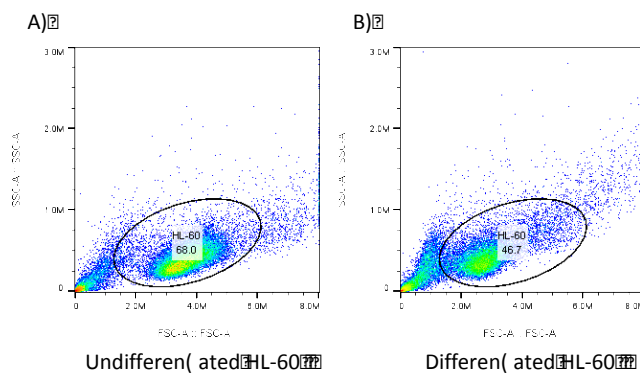 A)
B)
3.0M
2.0M
1.0M
0
SSC-A :: SSC-A
HL-60
68.0
0
2.0M
4.0M
6.0M
8.0M
FSC-A :: FSC-A
3.0M
2.0M
1.0M
0
SSC-A :: SSC-A
HL-60
46.7
0
2.0M
4.0M
6.0M
8.0M
FSC-A :: FSC-A
Undifferen( ated HL-60
Differen( ated HL-60